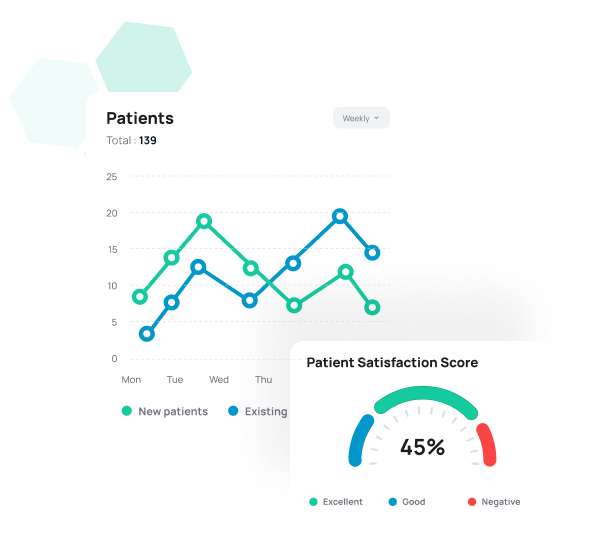 Patients
Weekly
Total : 139
25
20
15
10
5
0
Mon Tue Wed Thu
New patients Existing
Patient Satisfaction Score
45%
Excellent Good Negative